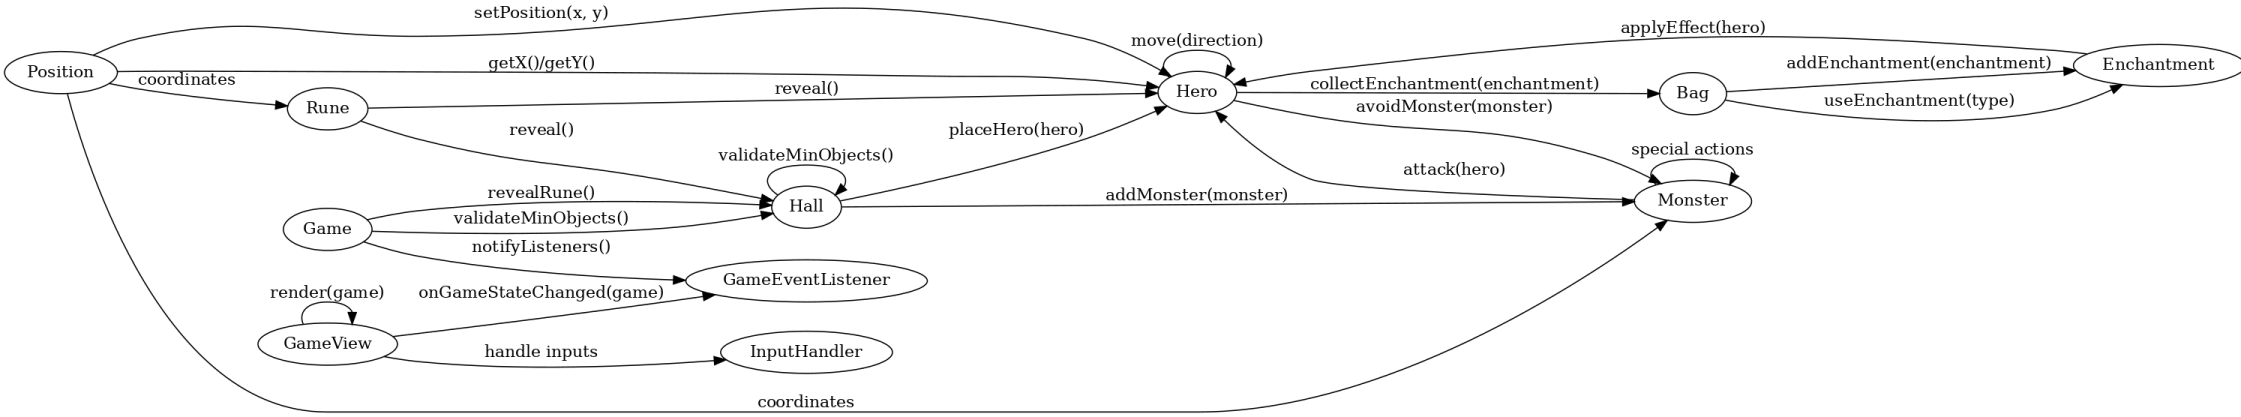 setPosition(x, y)
applyEffect(hero)
move(direction)
Position
getX()/getY()
coordinates
Enchantment
addEnchantment(enchantment)
collectEnchantment(enchantment)
reveal()
Hero
Bag
useEnchantment(type)
Rune
avoidMonster(monster)
reveal()
placeHero(hero)
validateMinObjects()
special actions
attack(hero)
revealRune()
addMonster(monster)
Monster
Hall
validateMinObjects()
Game
notifyListeners()
GameEventListener
render(game)
onGameStateChanged(game)
GameView
handle inputs
InputHandler
coordinates